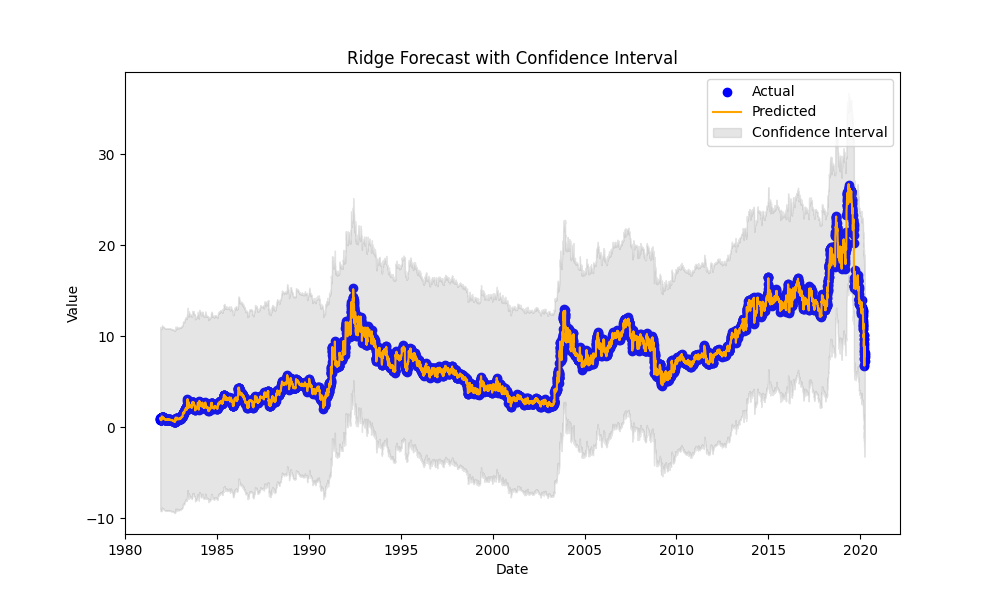 Ridge Forecast with Confidence Interval
Actual
Predicted
Confidence Interval
30
20
10
0
−10
Value
1980
1985
1990
1995
2000
2005
2010
2015
2020
Date